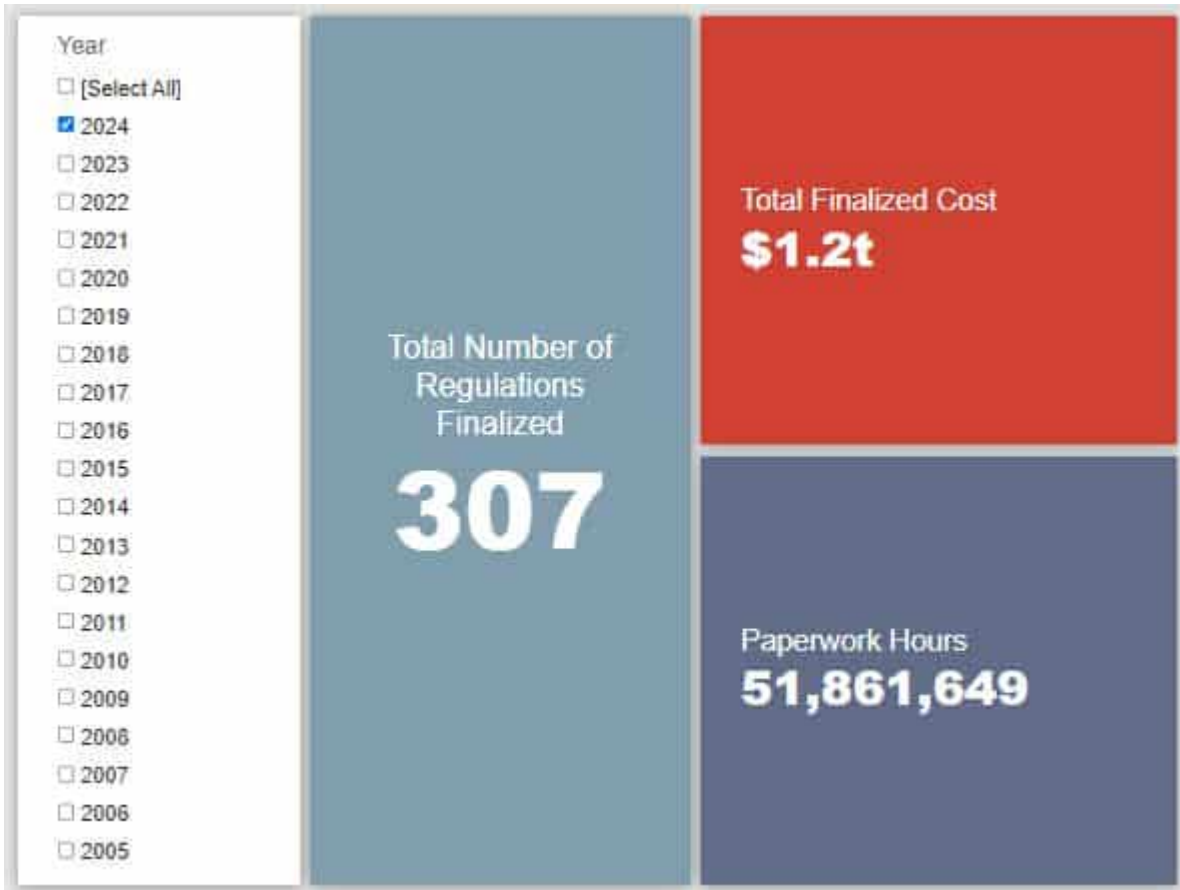 Year
[Select All]
2024
2023
2022
2021
2020
2019
2018
2017
2016
2015
2014
2013
2012
2011
2010
2009
2008
2007
2006
2005
Total Number of
Regulations
Finalized
307
Total Finalized Cost
$1.2t
Paperwork Hours
51,861,649